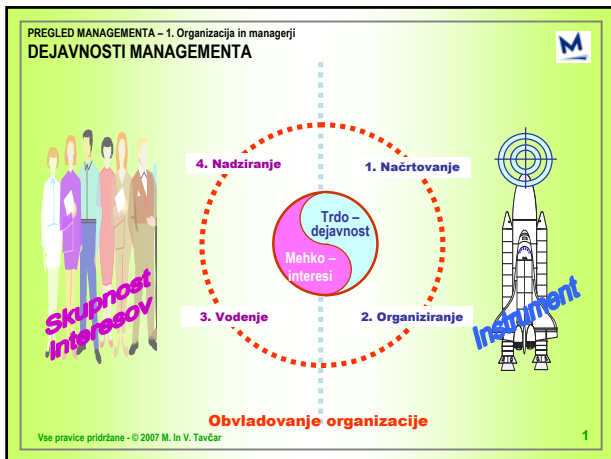 PREGLED MANAGEMENTA – 1. Organizacija in managerji
DEJAVNOSTI MANAGEMENTA
M
4. Nadziranje
1. Načrtovanje
Trdo –
dejavnost
Mehko –
interesi
Skupnost
interesov
Instrument
3. Vodenje
2. Organiziranje
Obvladovanje organizacije
Vse pravice pridržane - © 2007 M. In V. Tavčar
1